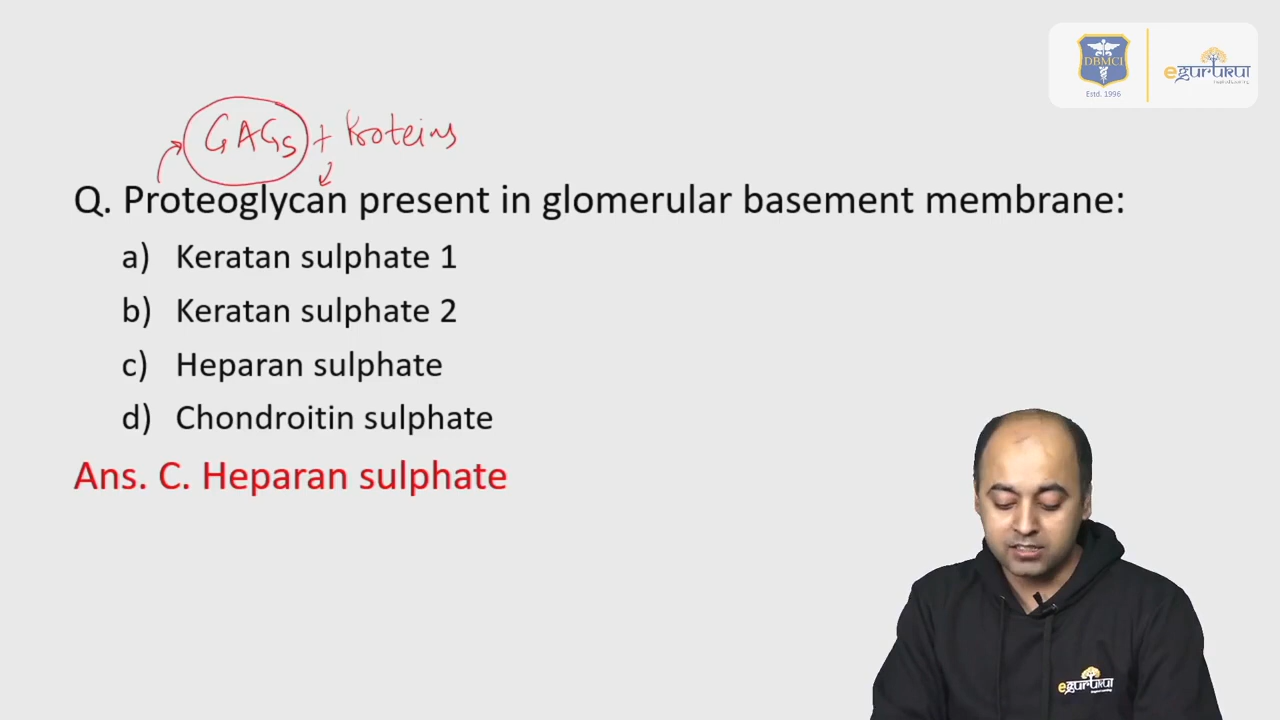 DBMCI
Estd. 1996
egurukul
GAGs + Proteins
Q. Proteoglycan present in glomerular basement membrane:
a) Keratan sulphate 1
b) Keratan sulphate 2
c) Heparan sulphate
d) Chondroitin sulphate
Ans. C. Heparan sulphate
egurukul